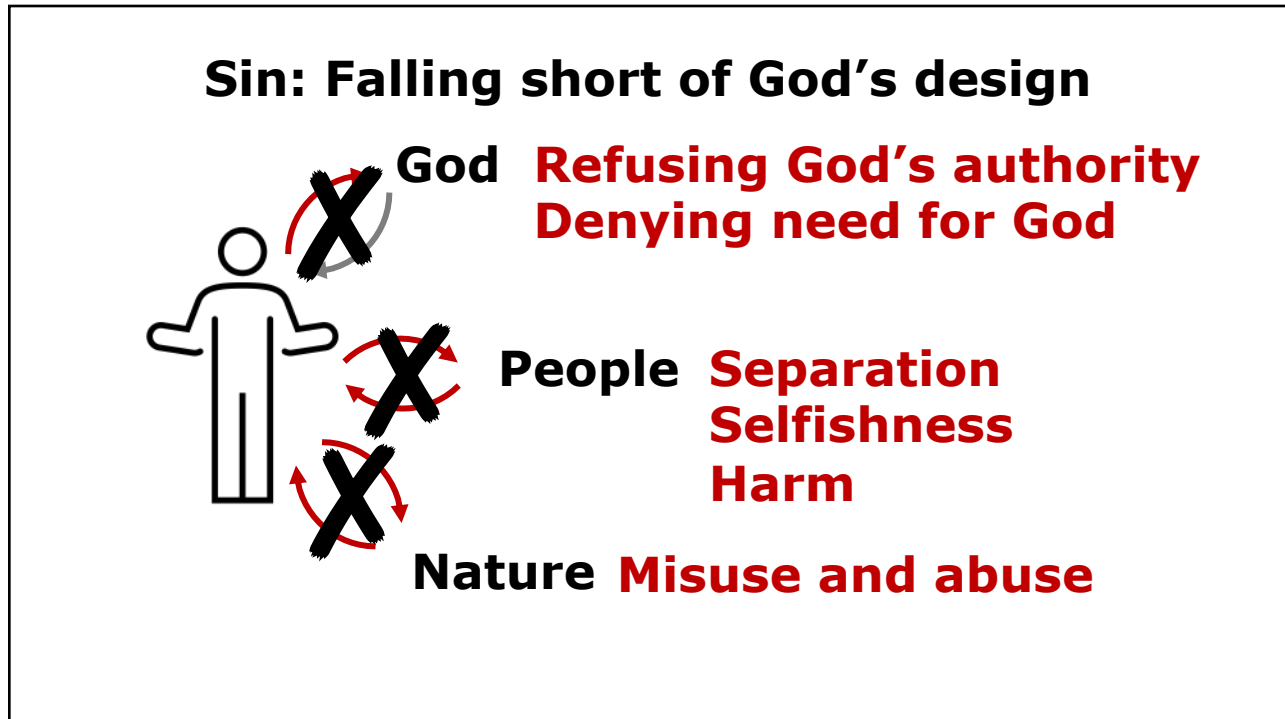 Sin: Falling short of God’s design
God Refusing God’s authority
Denying need for God
People Separation
Selfishness
Harm
Nature Misuse and abuse